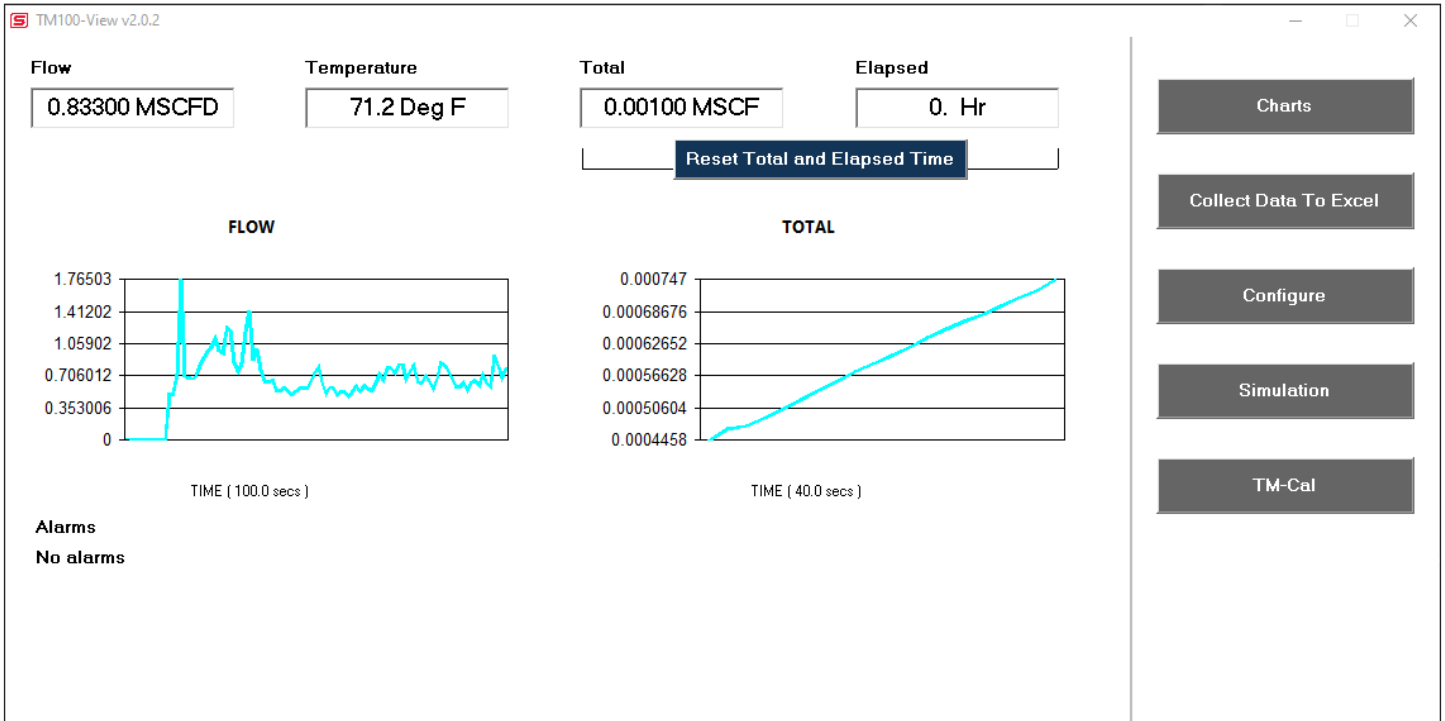 S TM100-View v2.0.2
Flow Temperature Total Elapsed
0.83300 MSCFD 71.2 Deg F 0.00100 MSCF 0. Hr
Reset Total and Elapsed Time
FLOW
1.76503
1.41202
1.05902
0.706012
0.353006
0
TIME ( 100.0 secs )
TOTAL
0.000747
0.00068676
0.00062652
0.00056628
0.00050604
0.0004458
TIME ( 40.0 secs )
Alarms
No alarms
Charts
Collect Data To Excel
Configure
Simulation
TM-Cal